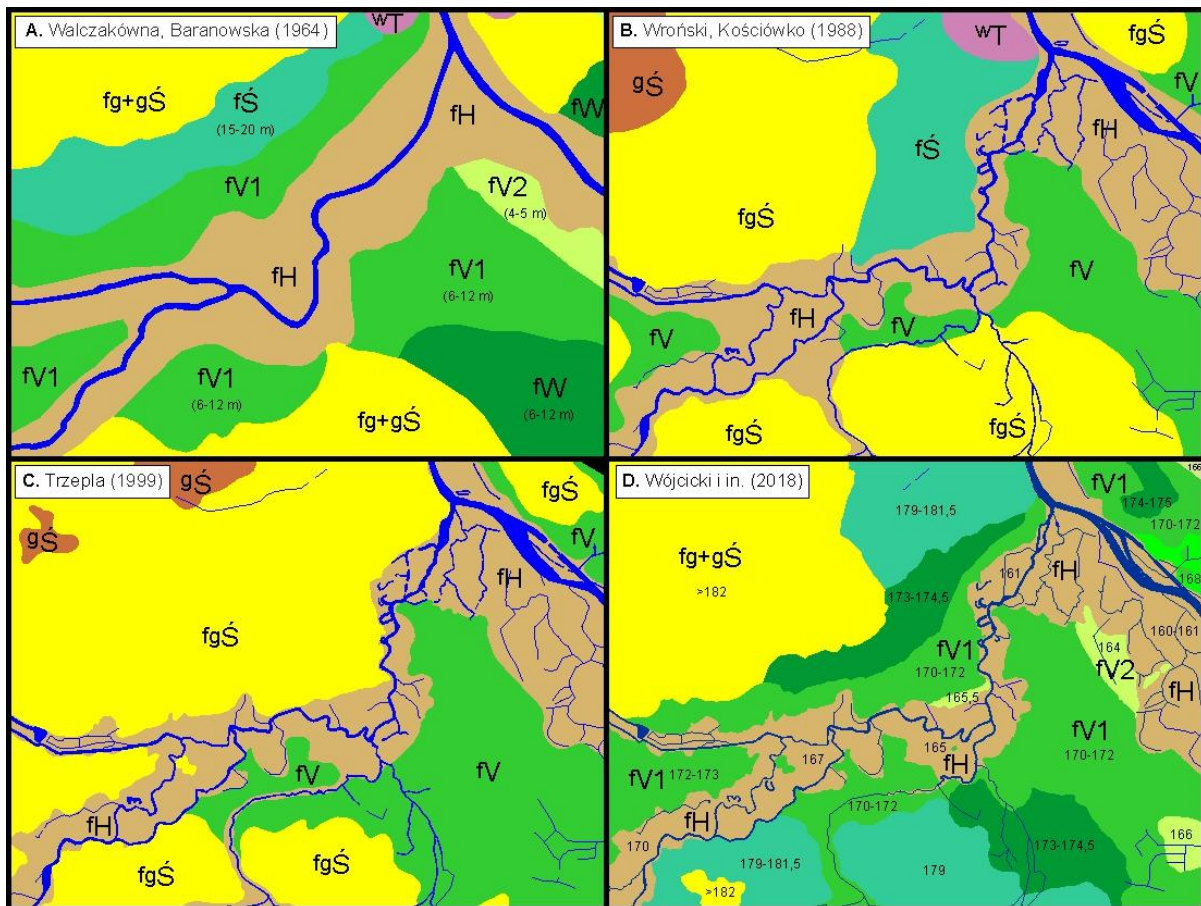 A. Walczakówna, Baranowska (1964)
wT
fg+gŚ
fŚ
(15-20 m)
fH
fW
fV1
fV2
(4-5 m)
fH
fV1
(6-12 m)
fV1
fV1
(6-12 m)
fW
(6-12 m)
fg+gŚ
B. Wroński, Kościówko (1988)
wT
fgŚ
gŚ
fV
fH
fŚ
fgŚ
fV
fH
fV
fV
fgŚ
fgŚ
C. Trzepla (1999)
gŚ
fgŚ
gŚ
fV
fH
fgŚ
fV
fV
fH
fgŚ
fgŚ
D. Wójcicki i in. (2018)
166
fV1
174-175
179-181,5
170-172
fg+gŚ
>182
161
fH
168
173-174,5
160-161
fV1
170-172
164
fV2
fH
165,5
165
fV1
170-172
fV1
172-173
167
fH
170-172
fH
170
166
173-174,5
179-181,5
179
>182